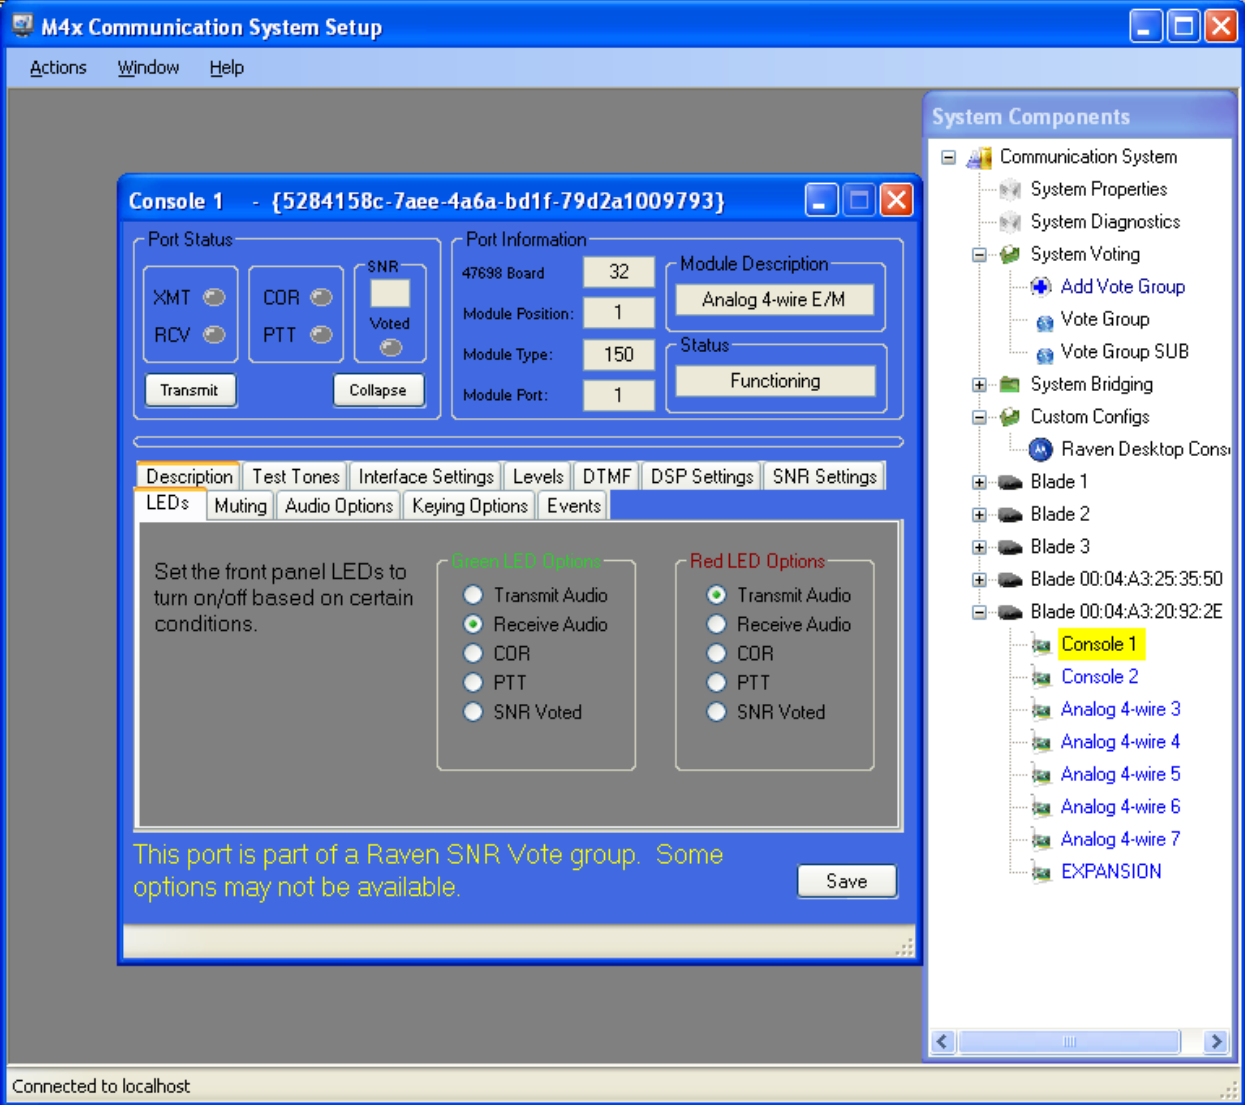 M4x Communication System Setup
Actions Window Help
System Components
Communication System
System Properties
System Diagnostics
System Voting
Add Vote Group
Vote Group
Vote Group SUB
System Bridging
Custom Configs
Raven Desktop Cons
Blade 1
Blade 2
Blade 3
Blade 00:04:A3:25:35:50
Blade 00:04:A3:20:92:2E
Console 1
Console 2
Analog 4-wire 3
Analog 4-wire 4
Analog 4-wire 5
Analog 4-wire 6
Analog 4-wire 7
EXPANSION
Console 1 - {5284158c-7aee-4a6a-bd1f-79d2a1009793}
Port Status
XMT
RCV
COR
PTT
SNR
Voted
Transmit
Collapse
Port Information
47698 Board 32
Module Position: 1
Module Type: 150
Module Port: 1
Module Description
Analog 4-wire E/M
Status
Functioning
Description Test Tones Interface Settings Levels DTMF DSP Settings SNR Settings
LEDs Muting Audio Options Keying Options Events
Set the front panel LEDs to
turn on/off based on certain
conditions.
Green LED Options
Transmit Audio
Receive Audio
COR
PTT
SNR Voted
Red LED Options
Transmit Audio
Receive Audio
COR
PTT
SNR Voted
This port is part of a Raven SNR Vote group. Some
options may not be available.
Save
Connected to localhost